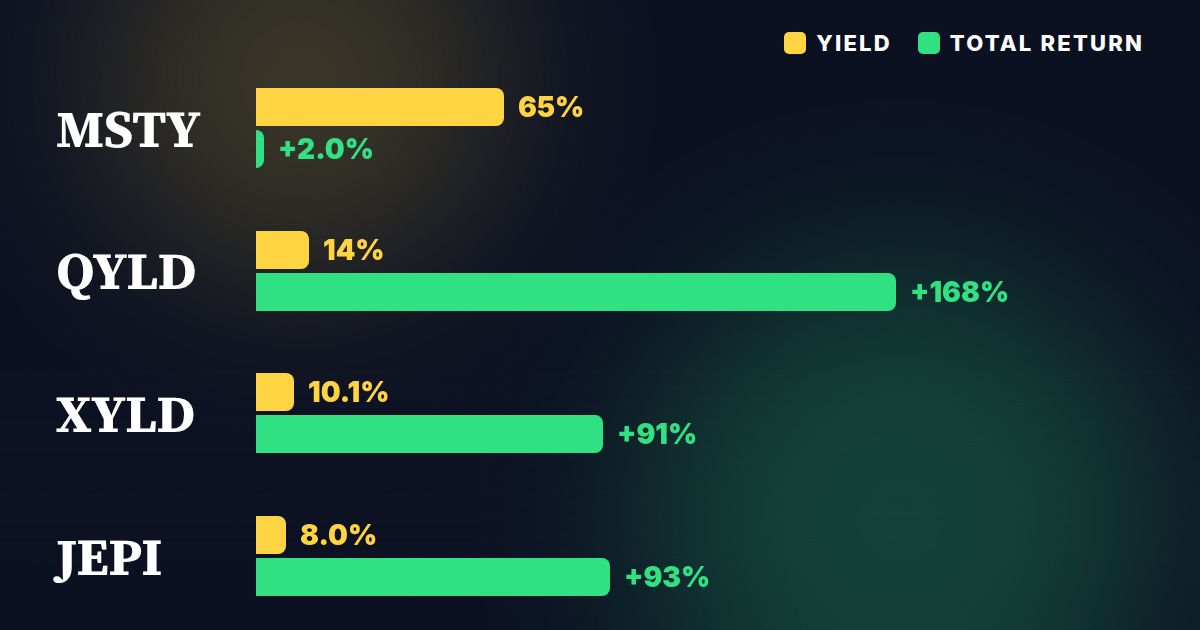 YIELD TOTAL RETURN
MSTY
65%
+2.0%
QYLD
14%
+168%
XYLD
10.1%
+91%
JEPI
8.0%
+93%